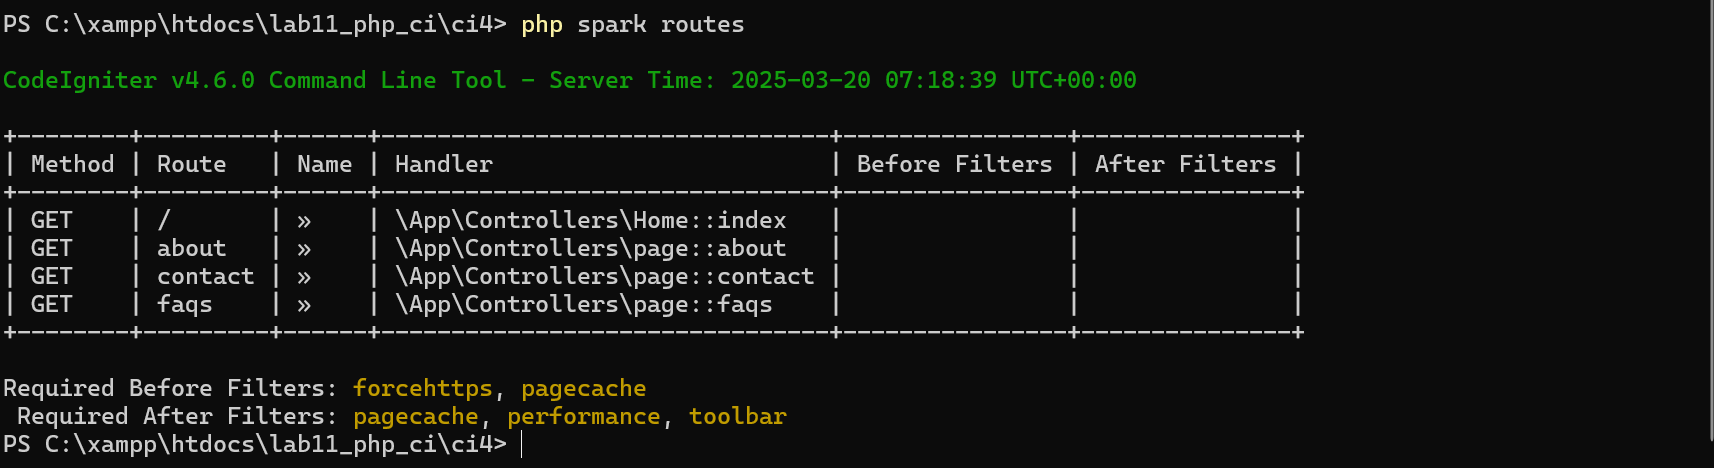 PS C:\xampp\htdocs\lab11_php_ci\ci4> php spark routes
CodeIgniter v4.6.0 Command Line Tool - Server Time: 2025-03-20 07:18:39 UTC+00:00
+--------+---------+------+--------------------------------+----------------+---------------+
| Method | Route   | Name | Handler                        | Before Filters | After Filters |
+--------+---------+------+--------------------------------+----------------+---------------+
| GET    | /       | »    | \App\Controllers\Home::index   |                |               |
| GET    | about   | »    | \App\Controllers\page::about   |                |               |
| GET    | contact | »    | \App\Controllers\page::contact |                |               |
| GET    | faqs    | »    | \App\Controllers\page::faqs    |                |               |
+--------+---------+------+--------------------------------+----------------+---------------+
Required Before Filters: forcehttps, pagecache
 Required After Filters: pagecache, performance, toolbar
PS C:\xampp\htdocs\lab11_php_ci\ci4>